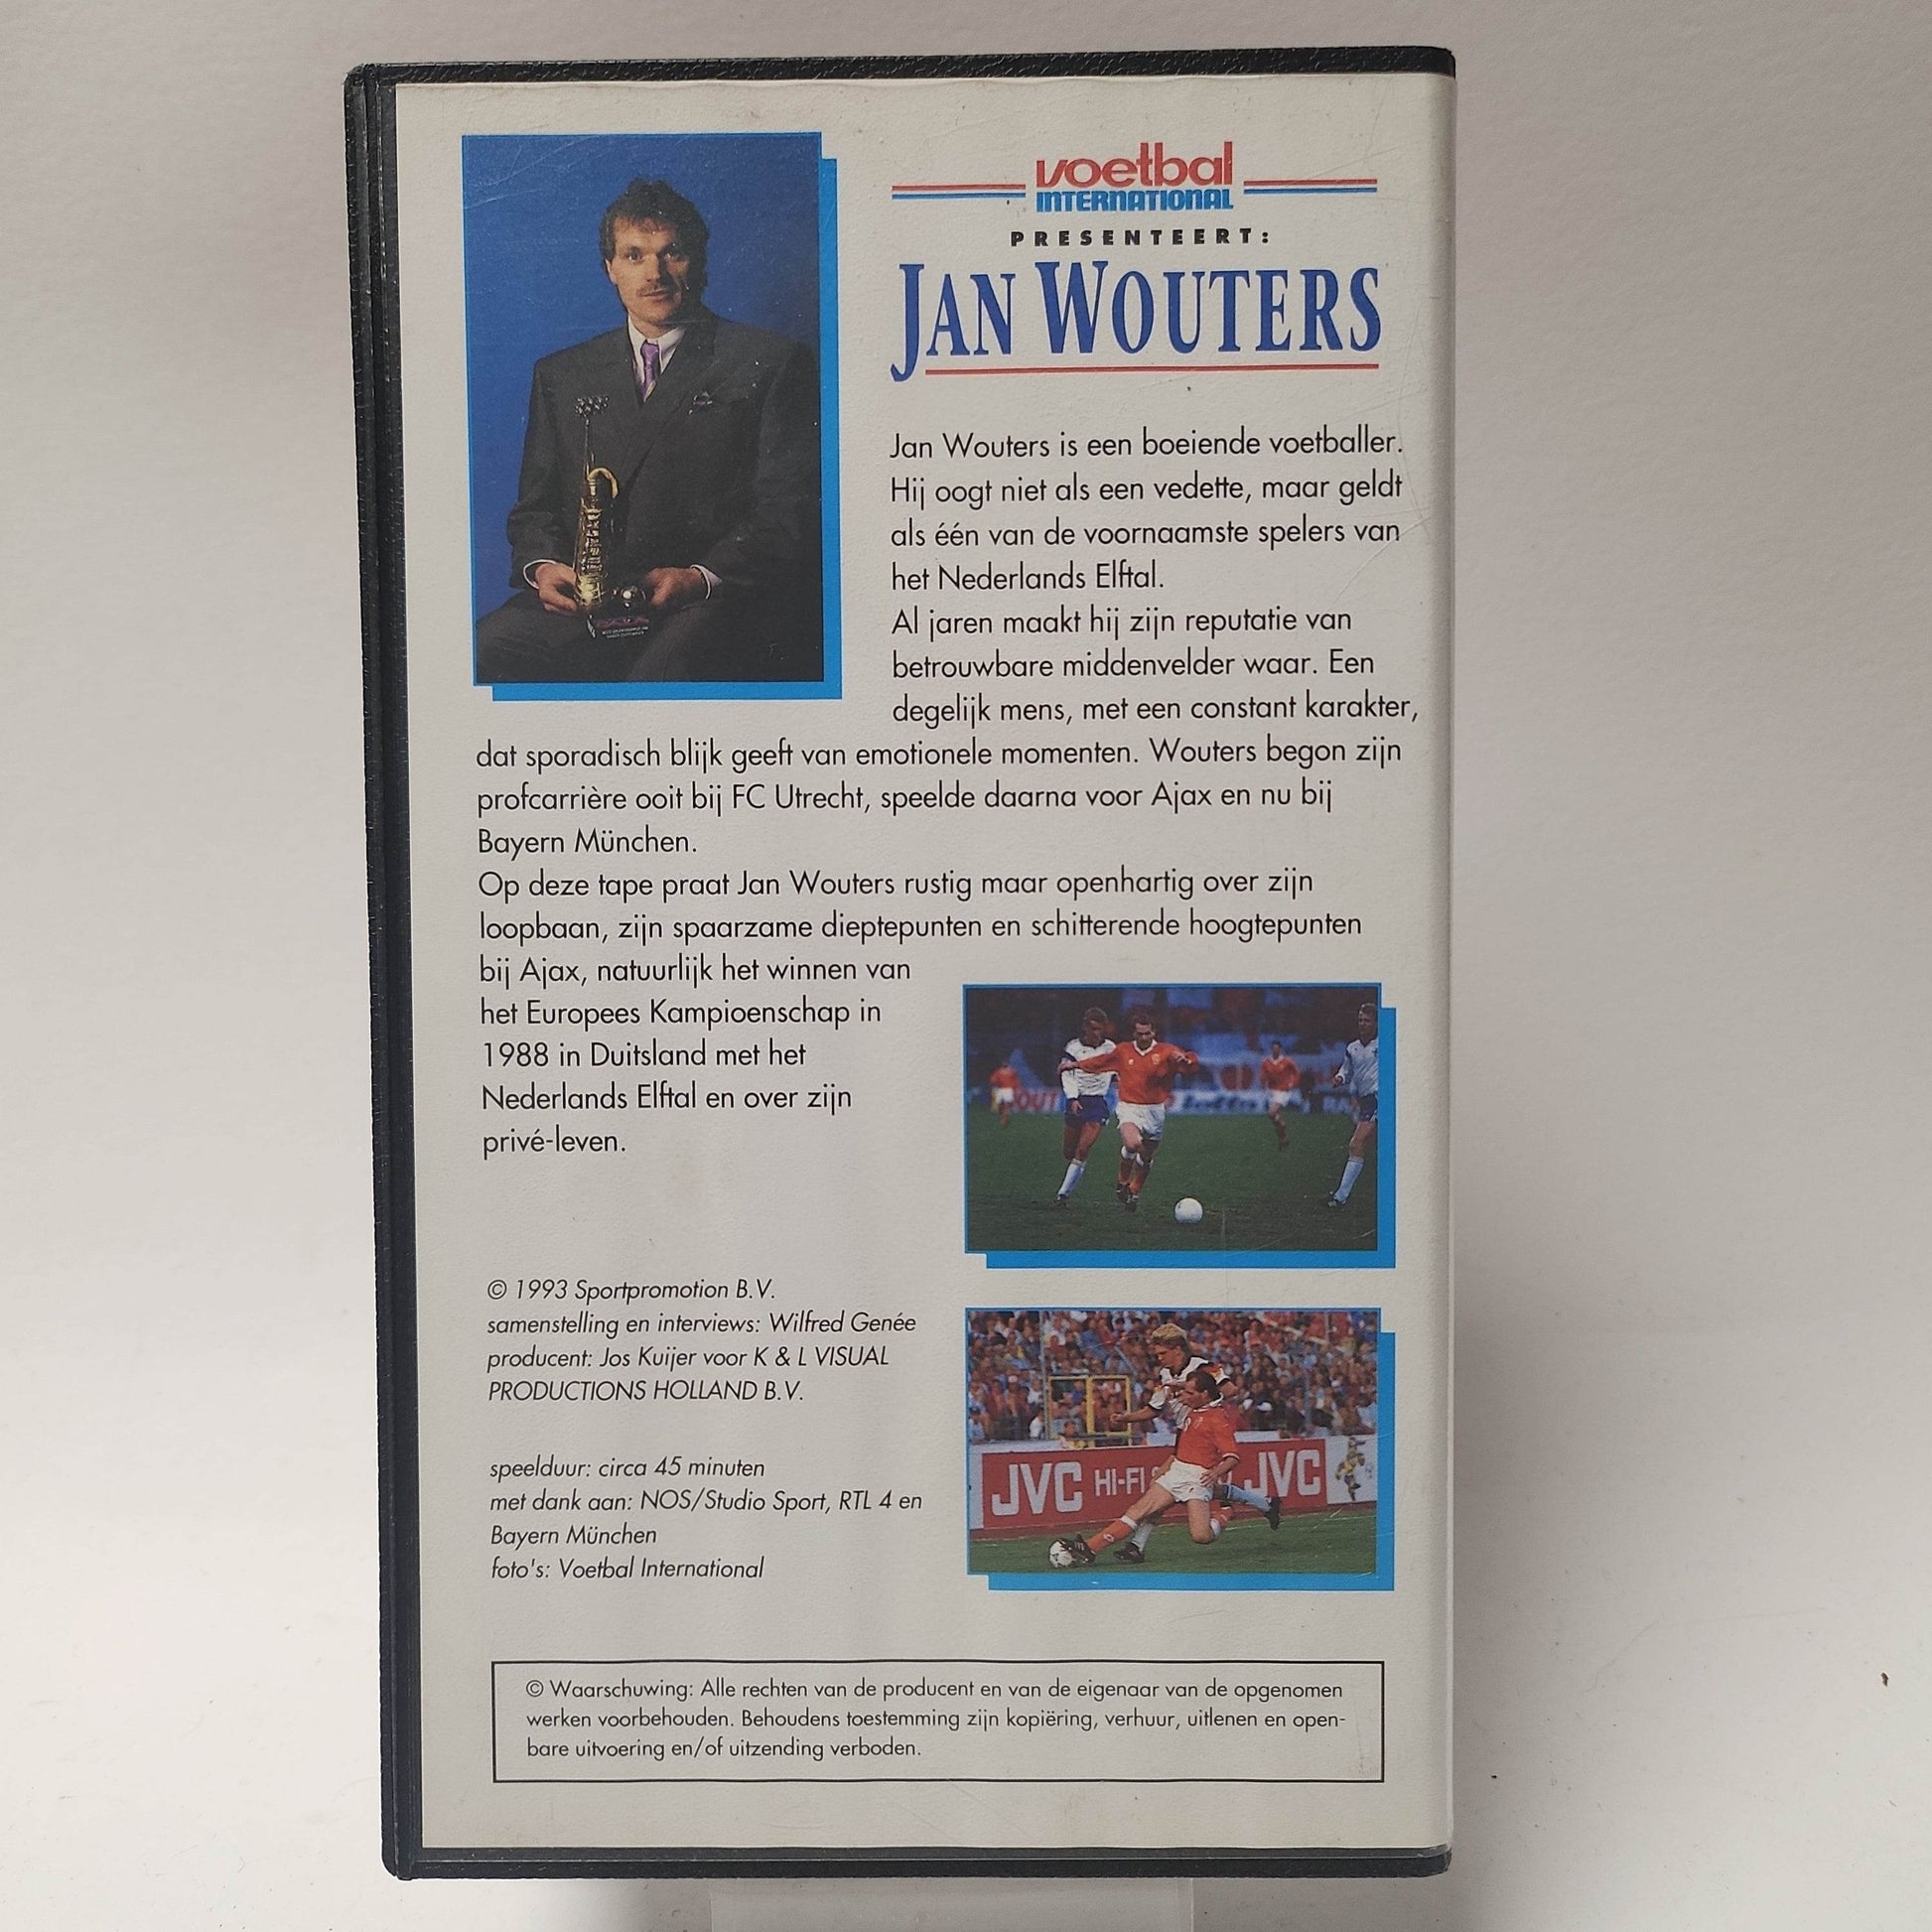 voetbal
INTERNATIONAL
PRESENTEERT:
JAN WOUTERS
Jan Wouters is een boeiende voetballer.
Hij oogt niet als een vedette, maar geldt
als één van de voornaamste spelers van
het Nederlands Elftal.
Al jaren maakt hij zijn reputatie van
betrouwbare middenvelder waar. Een
degelijk mens, met een constant karakter,
dat sporadisch blijk geeft van emotionele momenten. Wouters begon zijn
profcarrière ooit bij FC Utrecht, speelde daarna voor Ajax en nu bij
Bayern München.
Op deze tape praat Jan Wouters rustig maar openhartig over zijn
loopbaan, zijn spaarzame dieptepunten en schitterende hoogtepunten
bij Ajax, natuurlijk het winnen van
het Europees Kampioenschap in
1988 in Duitsland met het
Nederlands Elftal en over zijn
privé-leven.
© 1993 Sportpromotion B.V.
samenstelling en interviews: Wilfred Genée
producent: Jos Kuijer voor K & L VISUAL
PRODUCTIONS HOLLAND B.V.
JVC HI-FI JVC
speelduur: circa 45 minuten
met dank aan: NOS/Studio Sport, RTL 4 en
Bayern München
foto's: Voetbal International
© Waarschuwing: Alle rechten van de producent en van de eigenaar van de opgenomen
werken voorbehouden. Behoudens toestemming zijn kopiëring, verhuur, uitlenen en open-
bare uitvoering en/of uitzending verboden.